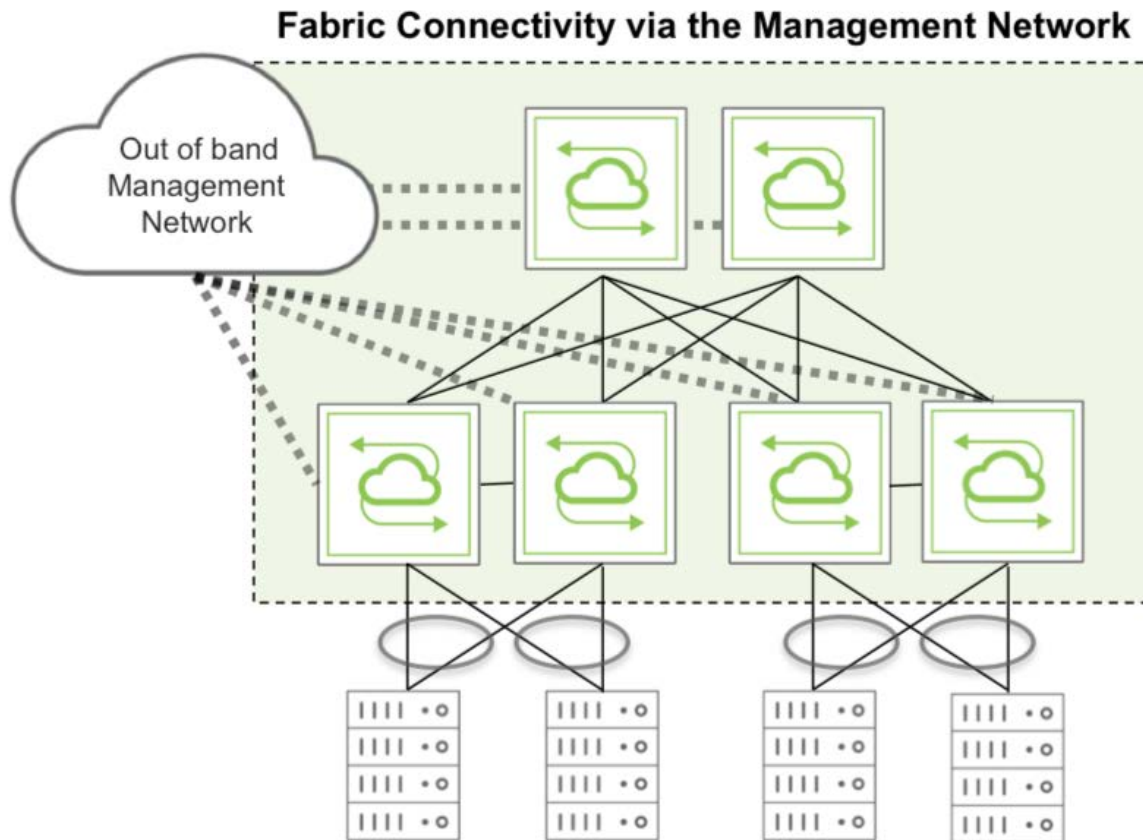 Fabric Connectivity via the Management Network
Out of band
Management
Network